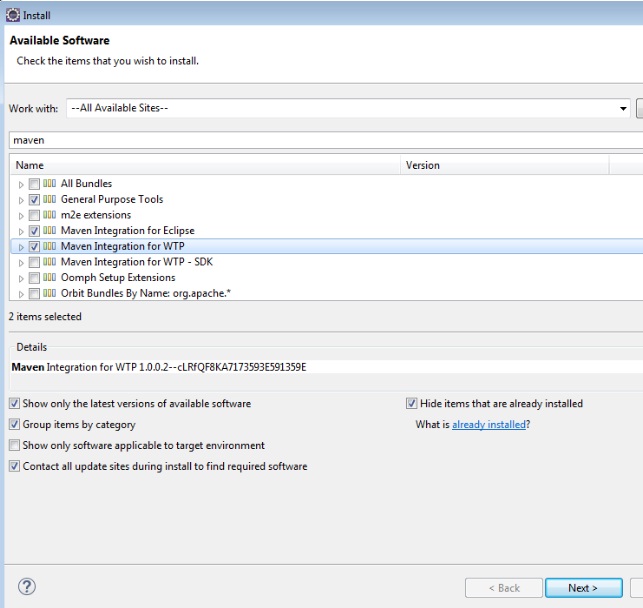 Install
Available Software
Check the items that you wish to install.
Work with: --All Available Sites--
maven
Name Version
All Bundles
General Purpose Tools
m2e extensions
Maven Integration for Eclipse
Maven Integration for WTP
Maven Integration for WTP - SDK
Oomph Setup Extensions
Orbit Bundles By Name: org.apache.*
2 items selected
Details
Maven Integration for WTP 1.0.0.2--cLRfQF8KA7173593E591359E
Show only the latest versions of available software Hide items that are already installed
Group items by category What is already installed?
Show only software applicable to target environment
Contact all update sites during install to find required software
? < Back Next >